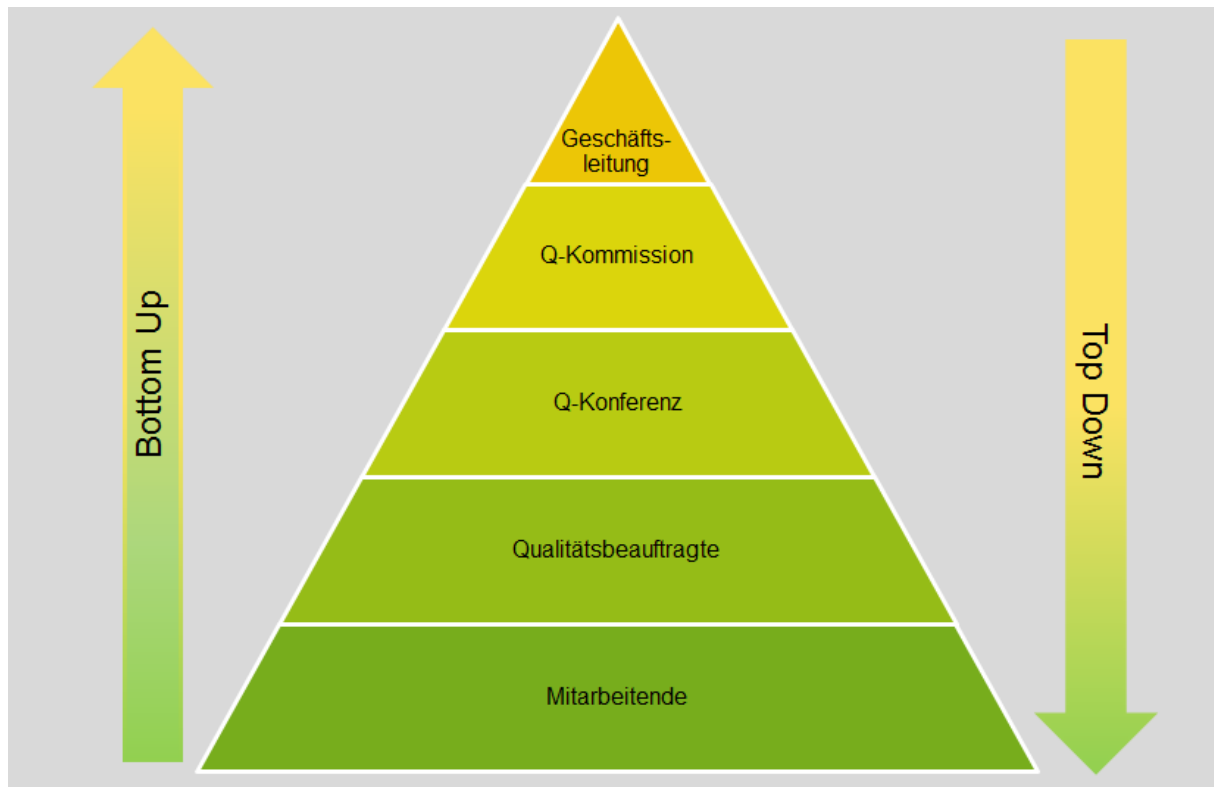 Geschäfts-
leitung
Q-Kommission
Q-Konferenz
Qualitätsbeauftragte
Mitarbeitende
Bottom Up
Top Down